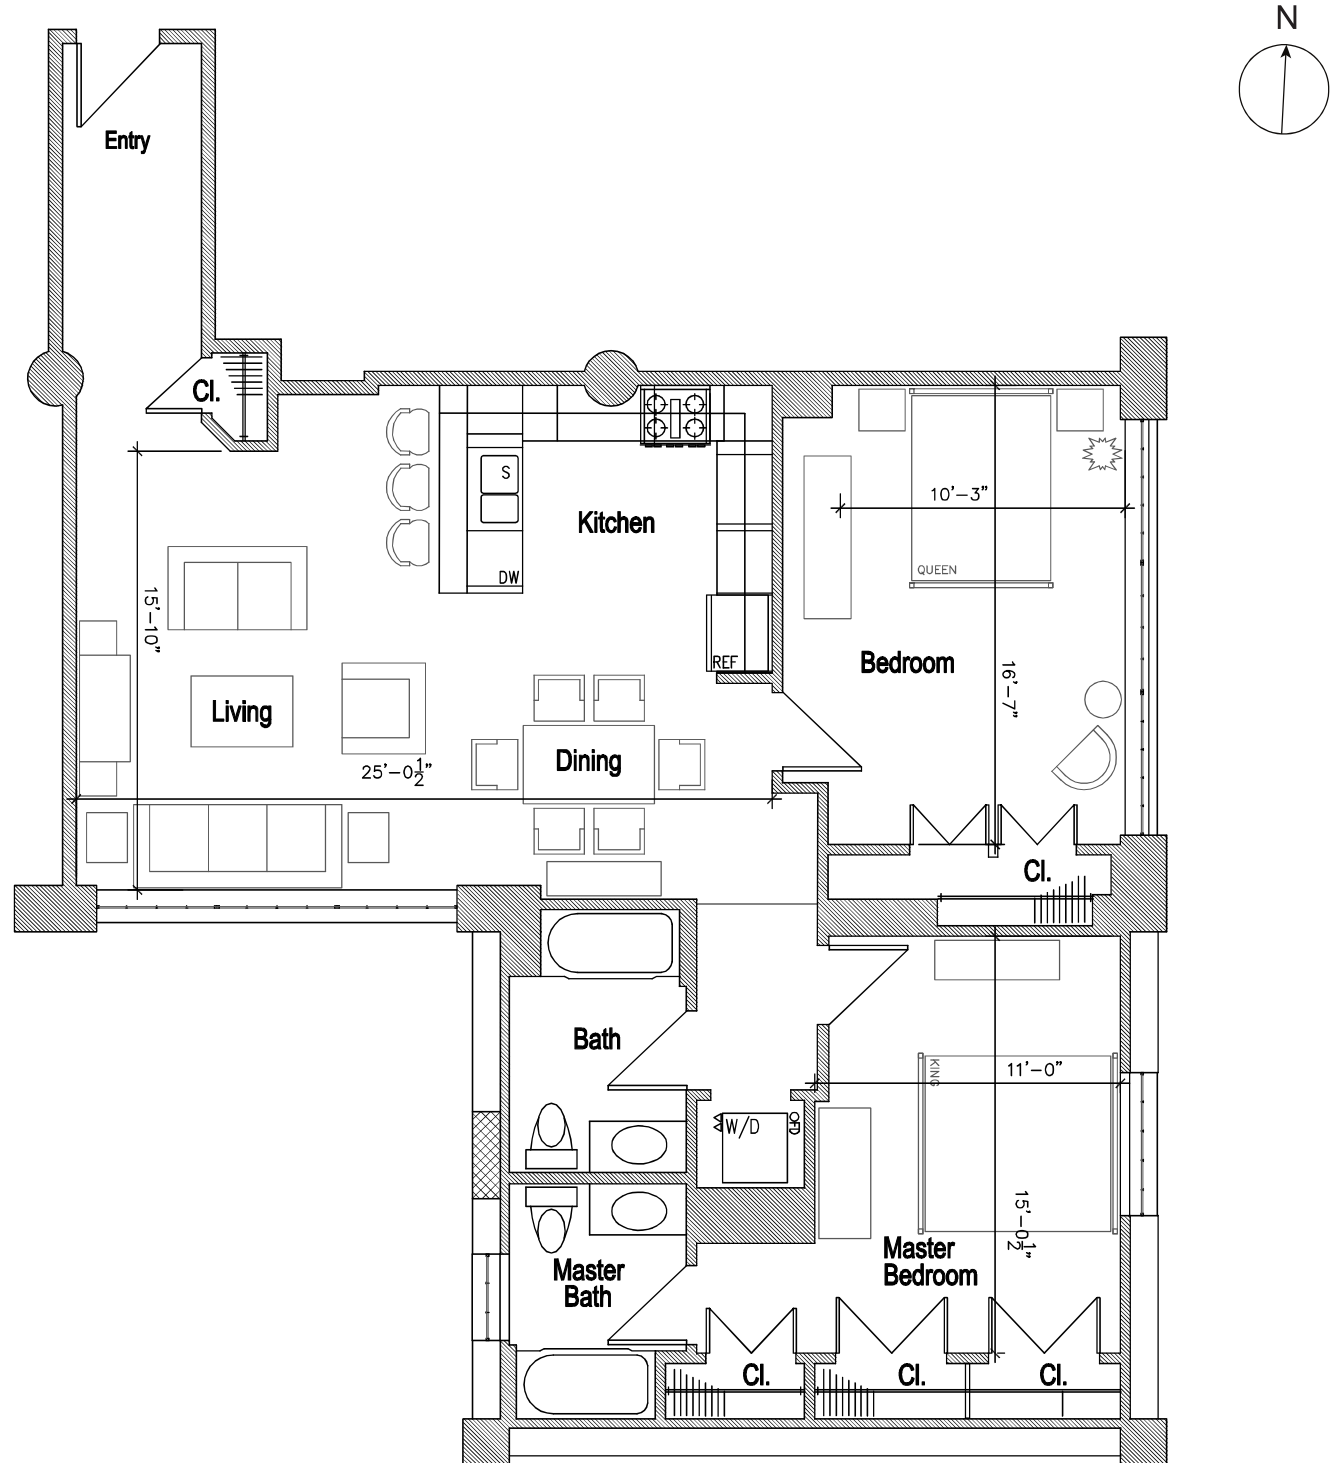 N
Entry
Cl.
S
10'-3"
Kitchen
QUEEN
DW
15'-10"
REF
Bedroom
16'-7"
Living
Dining
25'-0½"
Cl.
Bath
KING
11'-0"
W/D
FD
15'-0½"
Master
Bedroom
Master
Bath
Cl.
Cl.
Cl.